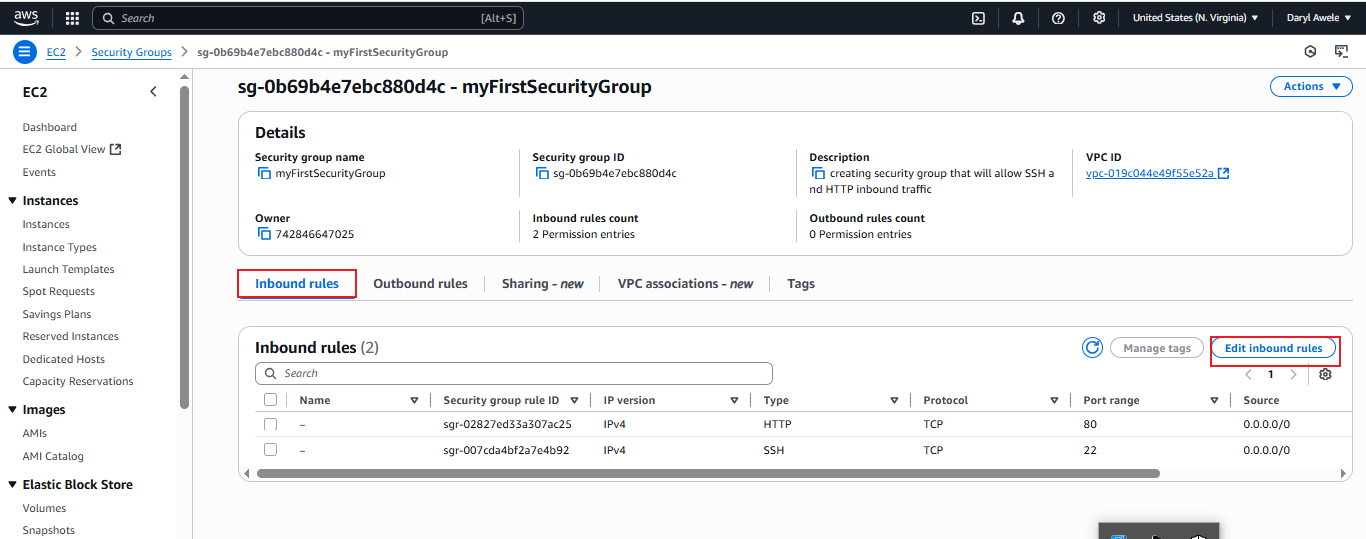 aws Search [Alt+S] United States (N. Virginia) Daryl Awele
EC2 > Security Groups > sg-0b69b4e7ebc880d4c - myFirstSecurityGroup
EC2
Dashboard
EC2 Global View
Events
Instances
Instances
Instance Types
Launch Templates
Spot Requests
Savings Plans
Reserved Instances
Dedicated Hosts
Capacity Reservations
Images
AMIs
AMI Catalog
Elastic Block Store
Volumes
Snapshots
sg-0b69b4e7ebc880d4c - myFirstSecurityGroup
Actions
Details
Security group name
myFirstSecurityGroup
Security group ID
sg-0b69b4e7ebc880d4c
Description
creating security group that will allow SSH a
nd HTTP inbound traffic
VPC ID
vpc-019c044e49f55e52a
Owner
742846647025
Inbound rules count
2 Permission entries
Outbound rules count
0 Permission entries
Inbound rules Outbound rules Sharing - new VPC associations - new Tags
Inbound rules (2)
Manage tags Edit inbound rules
Search
1
Name Security group rule ID IP version Type Protocol Port range Source
– sgr-02827ed33a307ac25 IPv4 HTTP TCP 80 0.0.0.0/0
– sgr-007cda4bf2a7e4b92 IPv4 SSH TCP 22 0.0.0.0/0